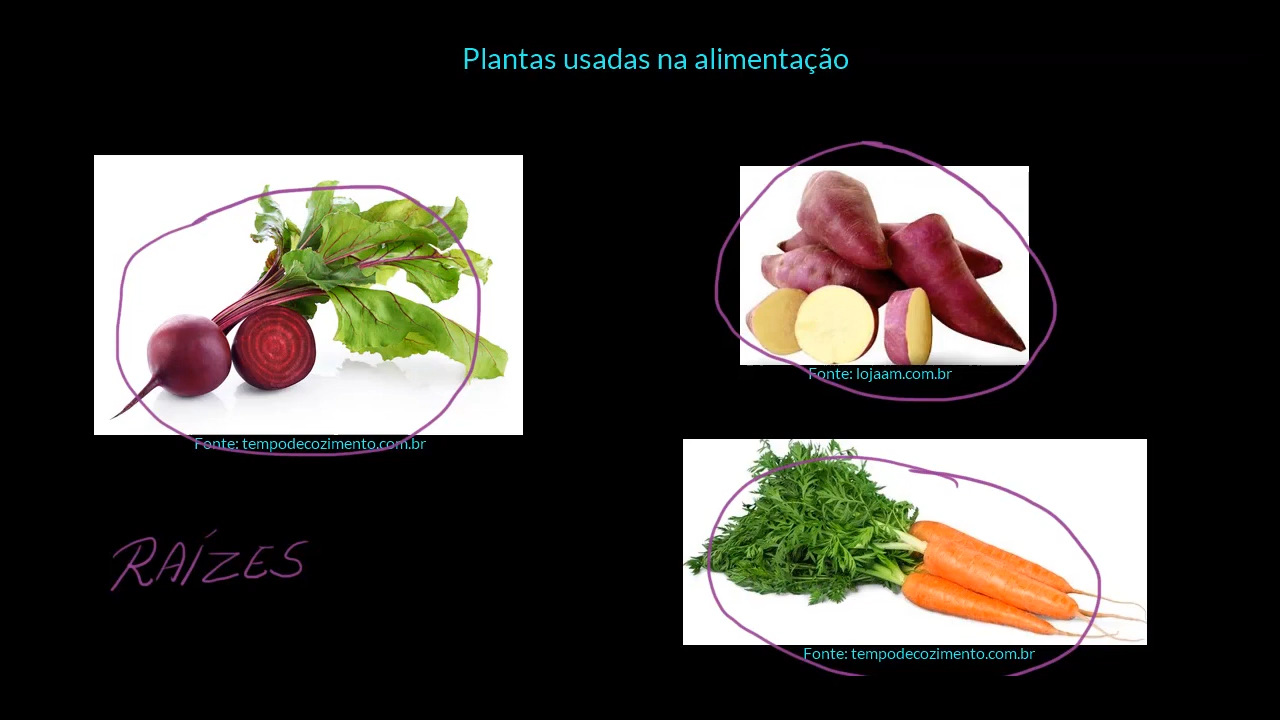 Plantas usadas na alimentação
Fonte: lojaam.com.br
Fonte: tempodecozimento.com.br
RAÍZES
Fonte: tempodecozimento.com.br